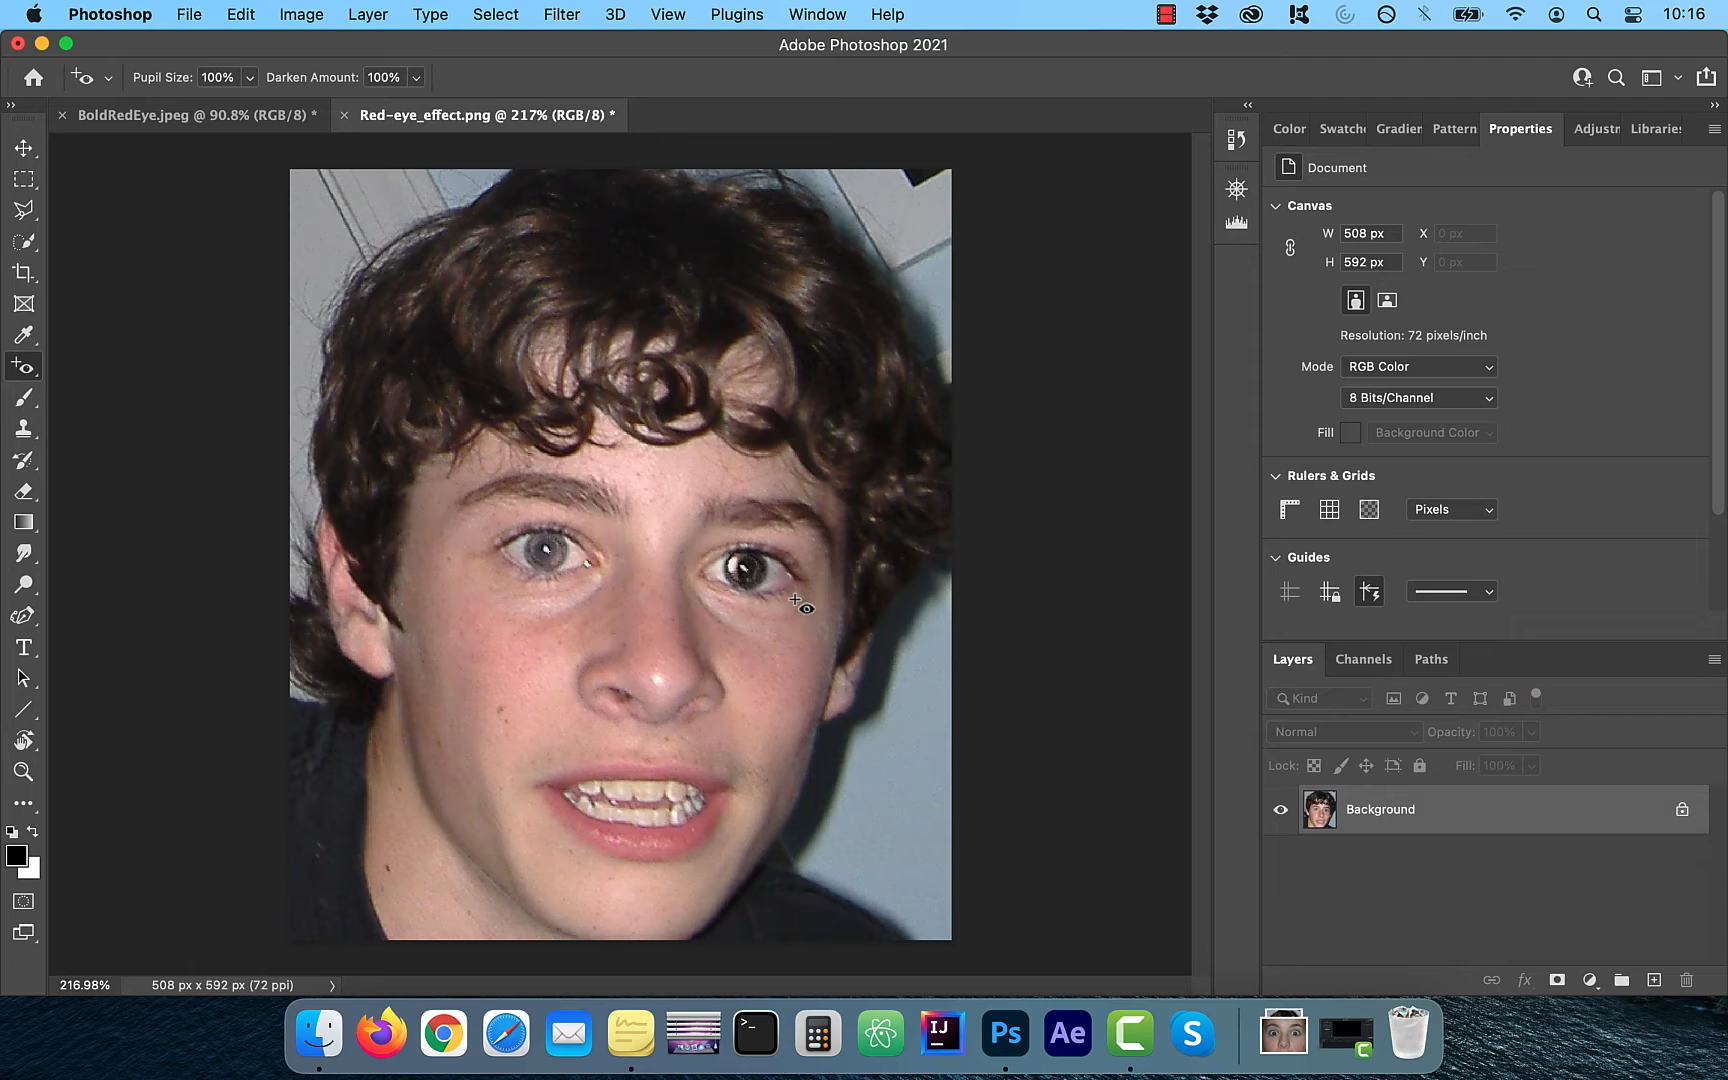 Photoshop File Edit Image Layer Type Select Filter 3D View Plugins Window Help 10:16
Adobe Photoshop 2021
Pupil Size: 100% Darken Amount: 100%
BoldRedEye.jpeg @ 90.8% (RGB/8) * Red-eye_effect.png @ 217% (RGB/8) *
Color Swatche Gradien Pattern Properties Adjustm Libraries
Document
Canvas
W 508 px X 0 px
H 592 px Y 0 px
Resolution: 72 pixels/inch
Mode RGB Color
8 Bits/Channel
Fill Background Color
Rulers & Grids
Pixels
Guides
Layers Channels Paths
Kind
Normal Opacity: 100%
Lock: Fill: 100%
Background
216.98% 508 px x 592 px (72 ppi)
IJ Ps Ae